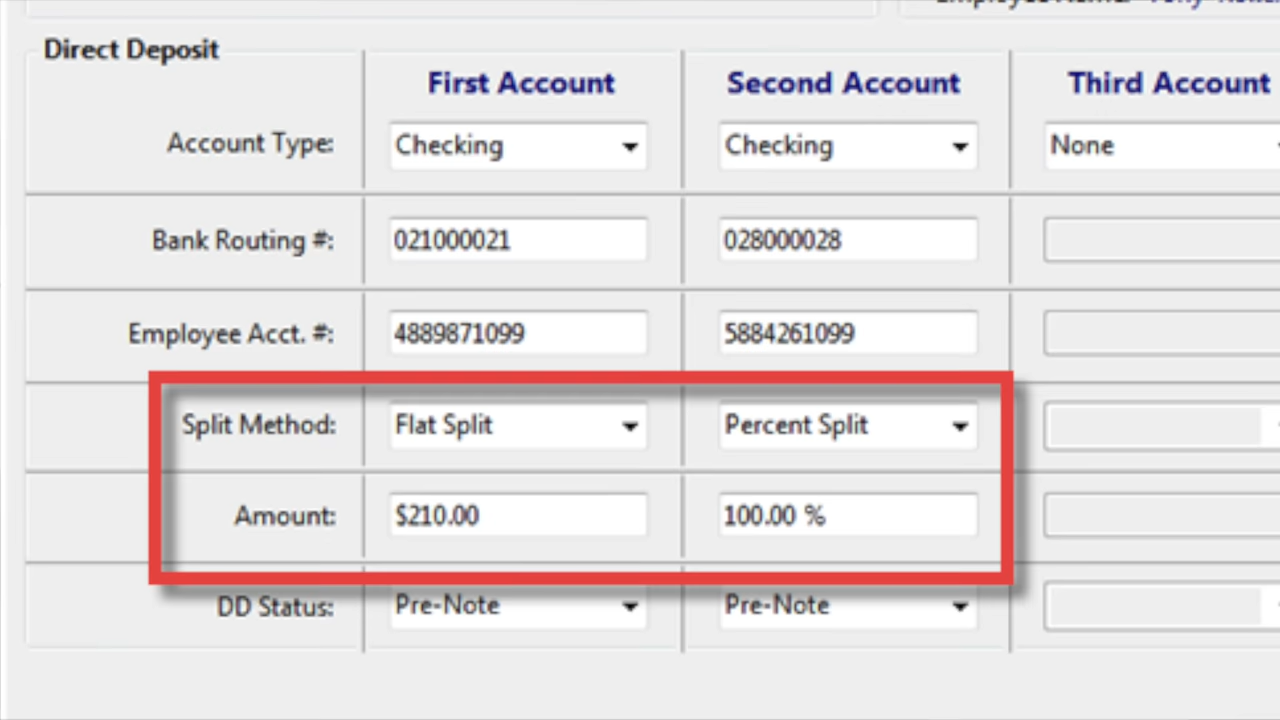 Direct Deposit
First Account Second Account Third Account
Account Type: Checking Checking None
Bank Routing #: 021000021 028000028
Employee Acct. #: 4889871099 5884261099
Split Method: Flat Split Percent Split
Amount: $210.00 100.00 %
DD Status: Pre-Note Pre-Note